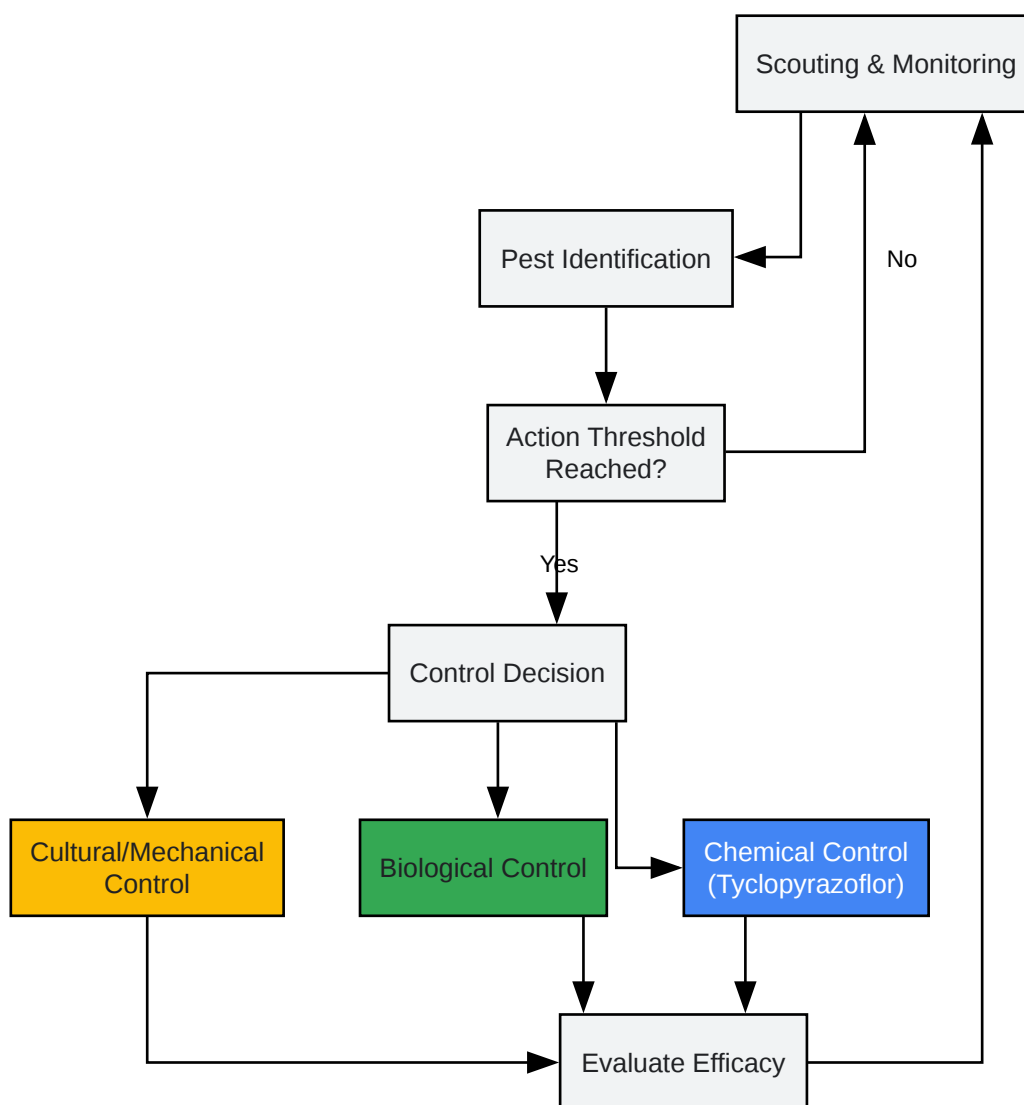 Scouting & Monitoring
Pest Identification
No
Action Threshold
Reached?
Yes
Control Decision
Cultural/Mechanical
Control
Biological Control
Chemical Control
(Tyclopyrazoflor)
Evaluate Efficacy